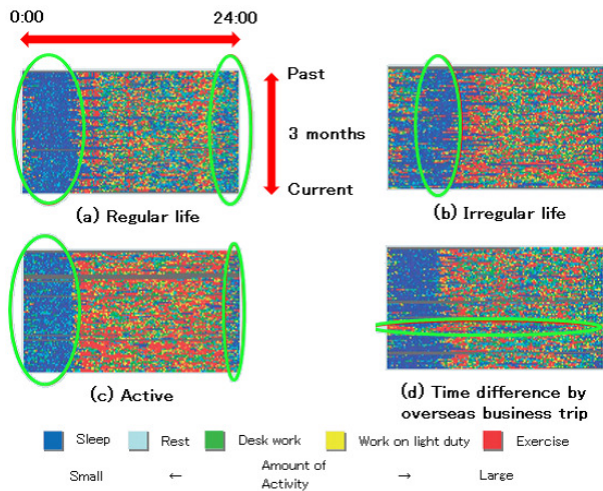 0:00 24:00
Past
3 months
Current
(a) Regular life
(b) Irregular life
(c) Active
(d) Time difference by
overseas business trip
Sleep Rest Desk work Work on light duty Exercise
Small ← Amount of
Activity → Large